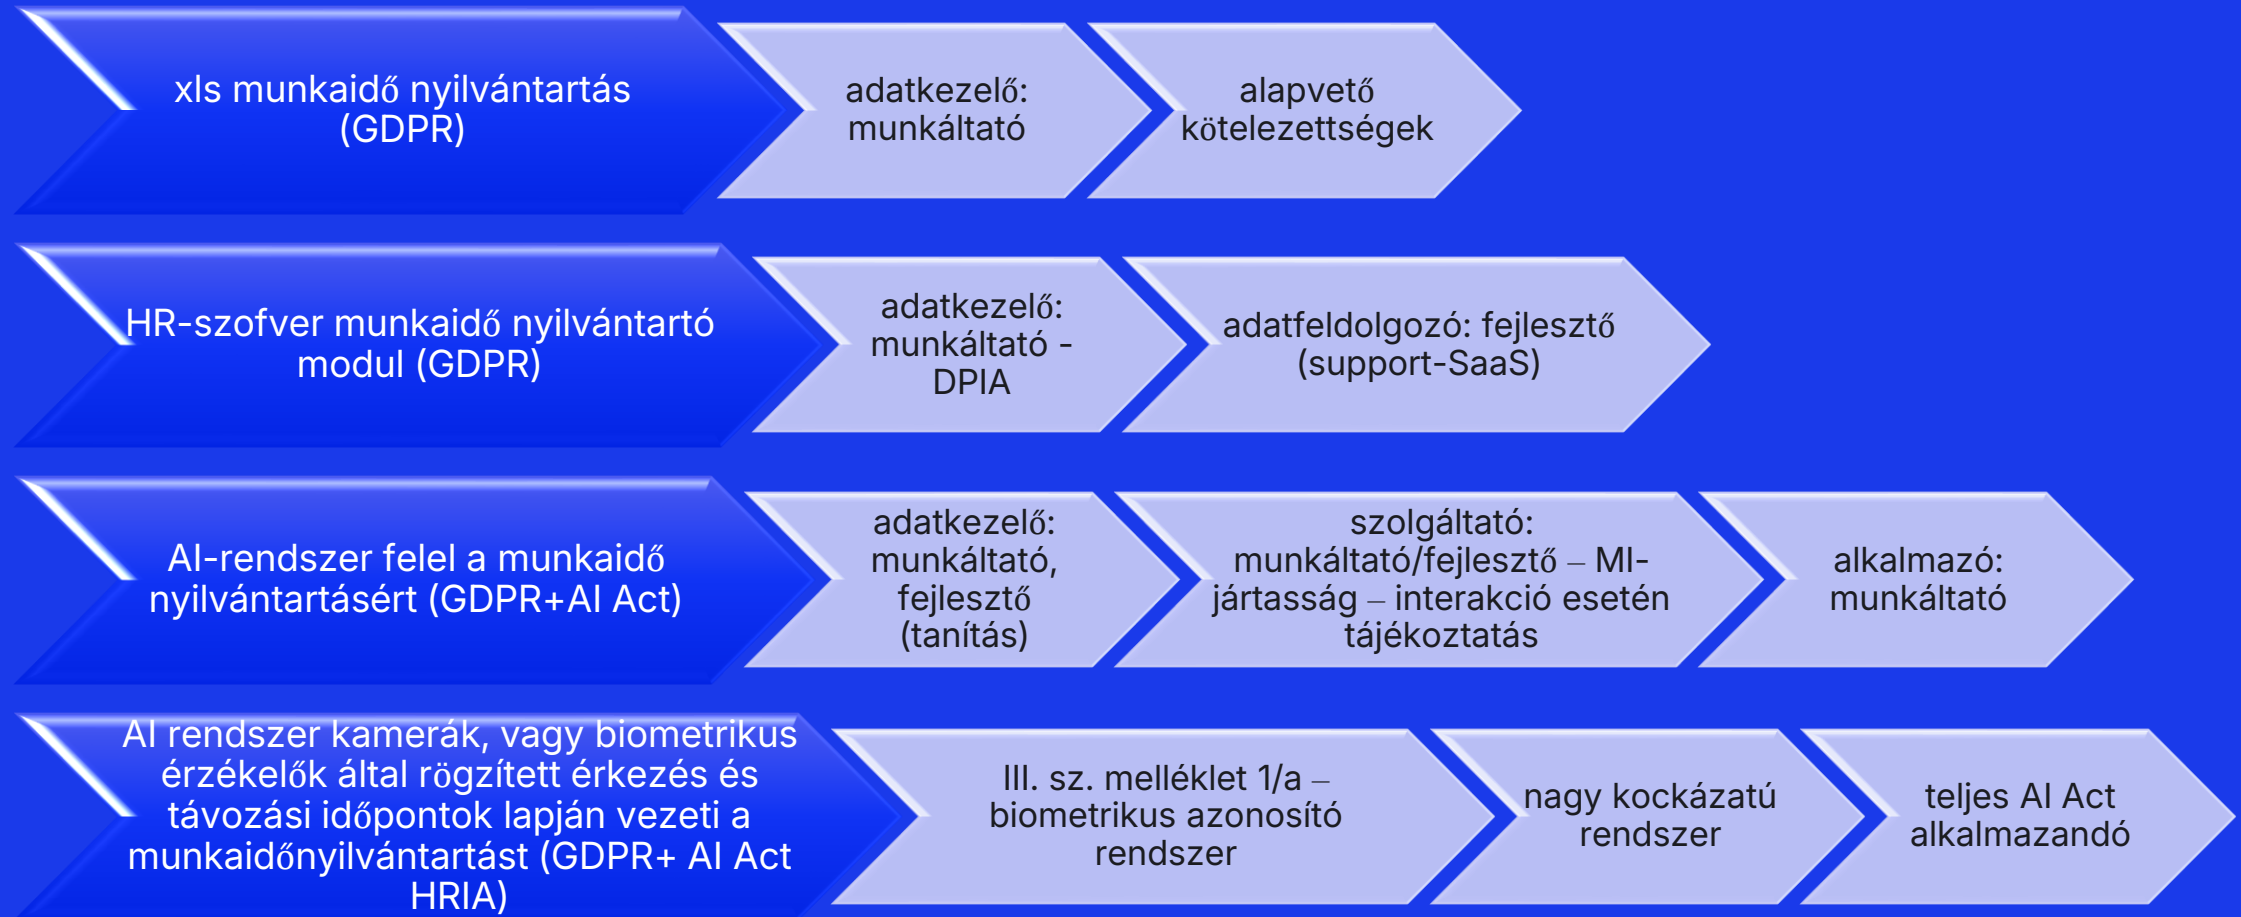 xls munkaidő nyilvántartás
(GDPR)
adatkezelő:
munkáltató
alapvető
kötelezettségek
HR-szofver munkaidő nyilvántartó
modul (GDPR)
adatkezelő:
munkáltató -
DPIA
adatfeldolgozó: fejlesztő
(support-SaaS)
AI-rendszer felel a munkaidő
nyilvántartásért (GDPR+AI Act)
adatkezelő:
munkáltató,
fejlesztő
(tanítás)
szolgáltató:
munkáltató/fejlesztő – MI-
jártasság – interakció esetén
tájékoztatás
alkalmazó:
munkáltató
AI rendszer kamerák, vagy biometrikus
érzékelők által rögzített érkezés és
távozási időpontok lapján vezeti a
munkaidőnyilvántartást (GDPR+ AI Act
HRIA)
III. sz. melléklet 1/a –
biometrikus azonosító
rendszer
nagy kockázatú
rendszer
teljes AI Act
alkalmazandó